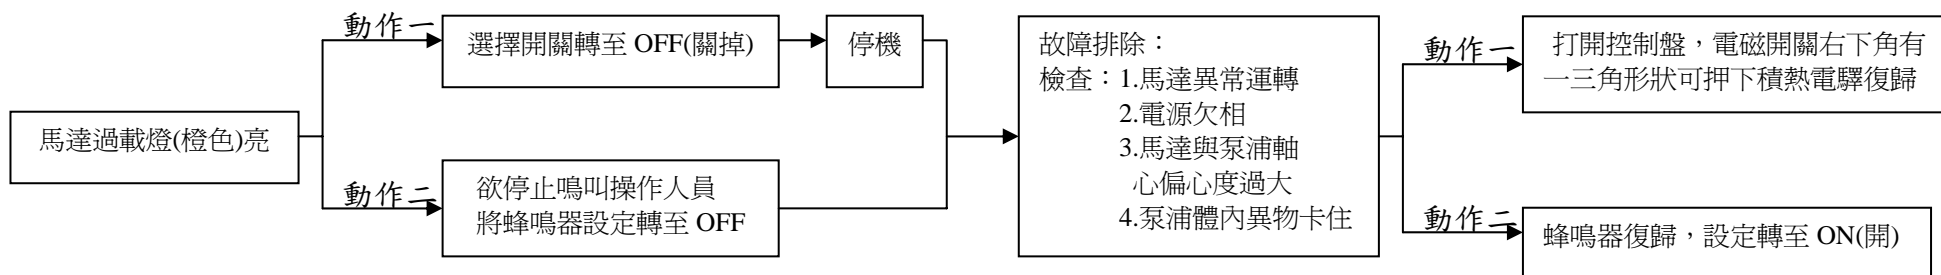 馬達過載燈(橙色)亮
動作一
選擇開關轉至 OFF(關掉)
停機
動作二
欲停止鳴叫操作人員
將蜂鳴器設定轉至 OFF
故障排除：
檢查：1.馬達異常運轉
2.電源欠相
3.馬達與泵浦軸
心偏心度過大
4.泵浦體內異物卡住
動作一
打開控制盤，電磁開關右下角有
一三角形狀可押下積熱電驛復歸
動作二
蜂鳴器復歸，設定轉至 ON(開)